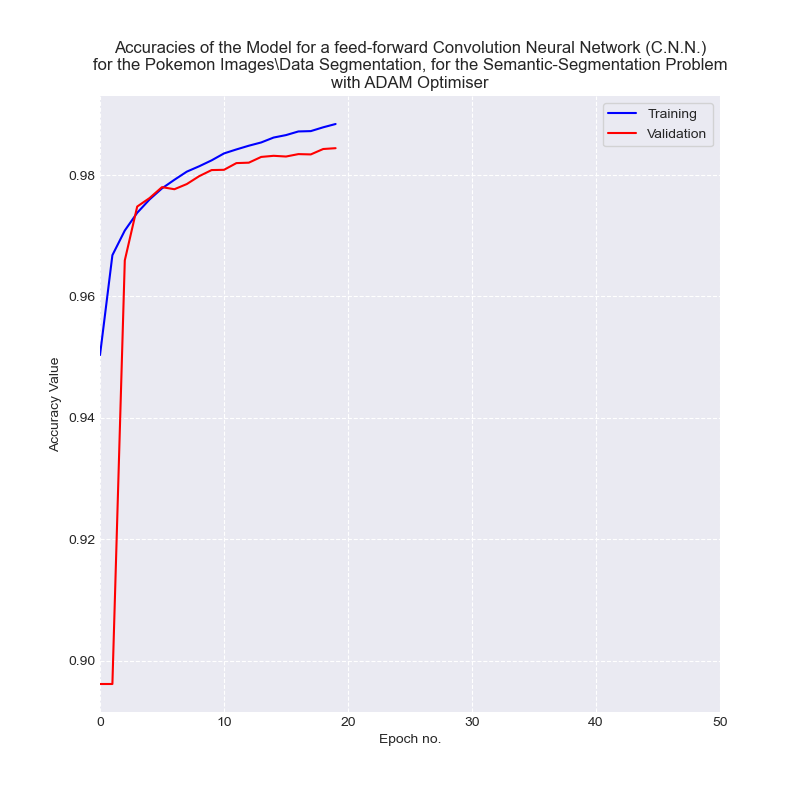 Accuracies of the Model for a feed-forward Convolution Neural Network (C.N.N.)
for the Pokemon Images\Data Segmentation, for the Semantic-Segmentation Problem
with ADAM Optimiser
Training
Validation
0.98
0.96
0.94
0.92
0.90
Accuracy Value
0 10 20 30 40 50
Epoch no.